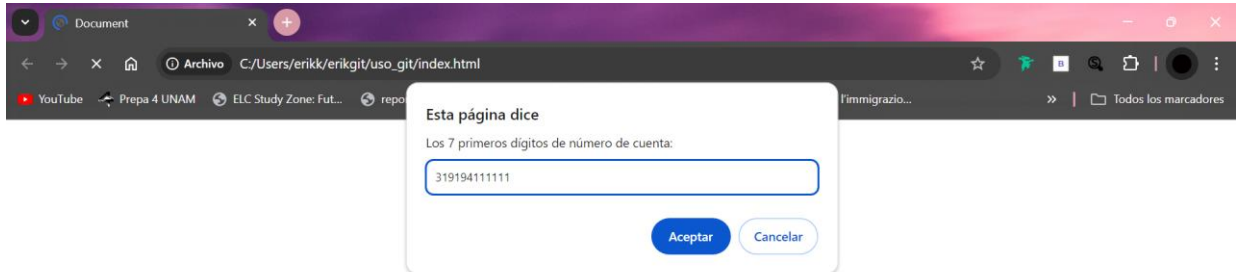 Document
Archivo C:/Users/erikk/erikgit/uso_git/index.html
B
YouTube Prepa 4 UNAM ELC Study Zone: Fut... repo l'immigrazio... » Todos los marcadores
Esta página dice
Los 7 primeros dígitos de número de cuenta:
319194111111
Aceptar Cancelar